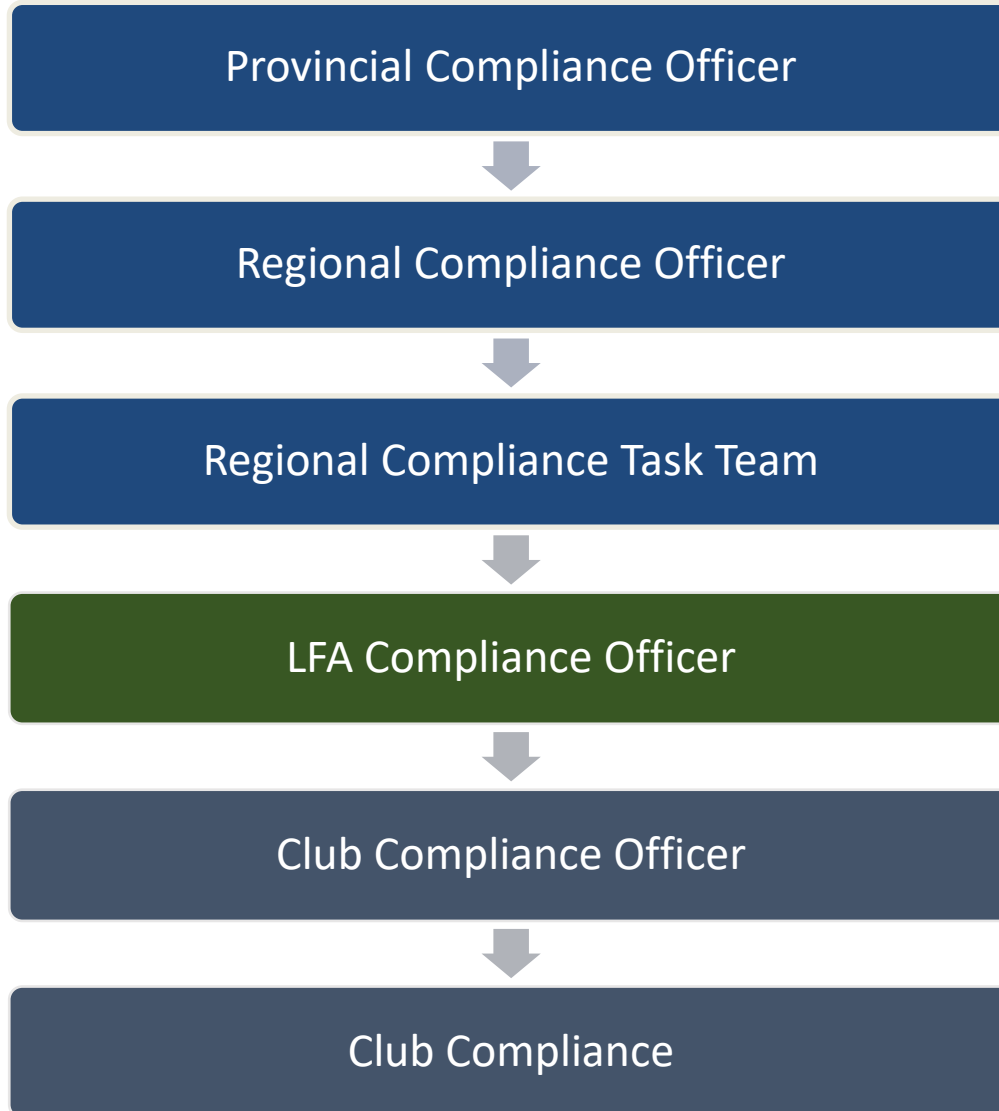 Provincial Compliance Officer
Regional Compliance Officer
Regional Compliance Task Team
LFA Compliance Officer
Club Compliance Officer
Club Compliance